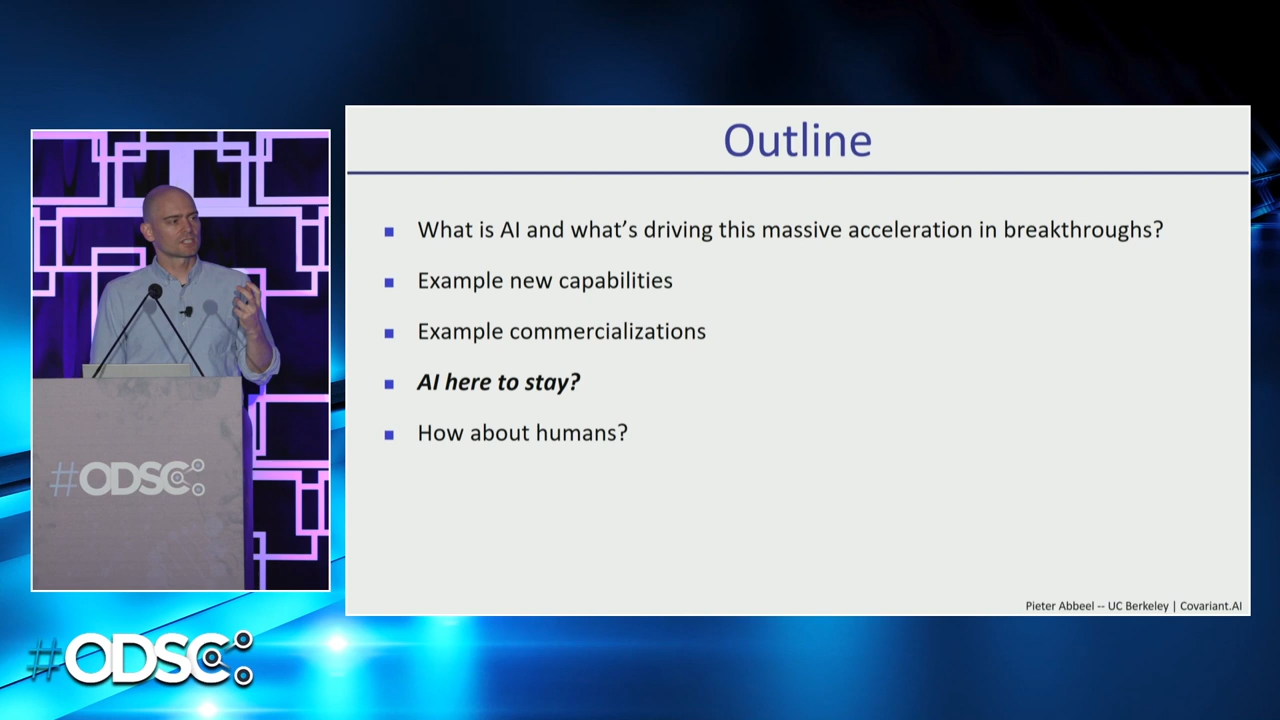 Outline
What is AI and what's driving this massive acceleration in breakthroughs?
Example new capabilities
Example commercializations
AI here to stay?
How about humans?
Pieter Abbeel -- UC Berkeley | Covariant.AI
#ODSC
#ODSC